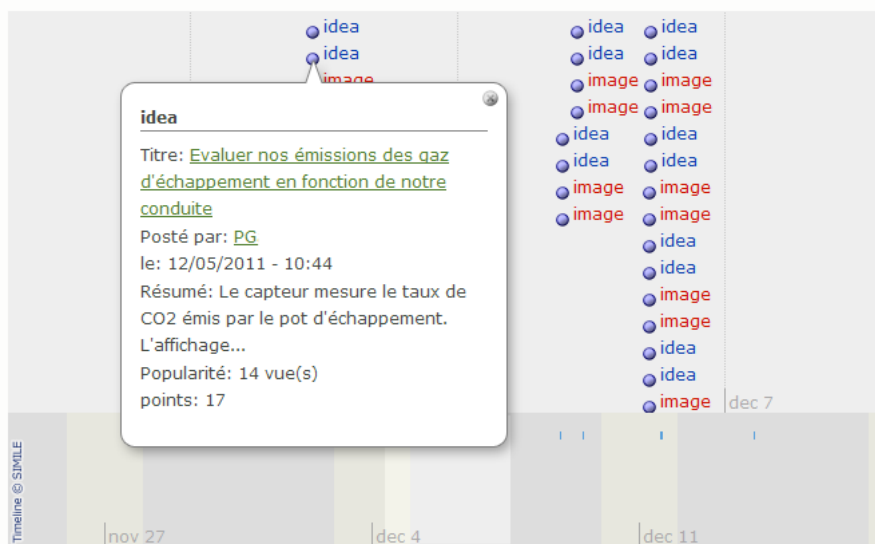 idea idea idea
idea idea idea
image image image
image image
idea idea
idea idea
image image
image image
idea
idea
image
image
idea
idea
image dec 7
idea
Titre: Evaluer nos émissions des gaz
d'échappement en fonction de notre
conduite
Posté par: PG
le: 12/05/2011 - 10:44
Résumé: Le capteur mesure le taux de
CO2 émis par le pot d'échappement.
L'affichage...
Popularité: 14 vue(s)
points: 17
Timeline © SIMILE
nov 27 dec 4 dec 11